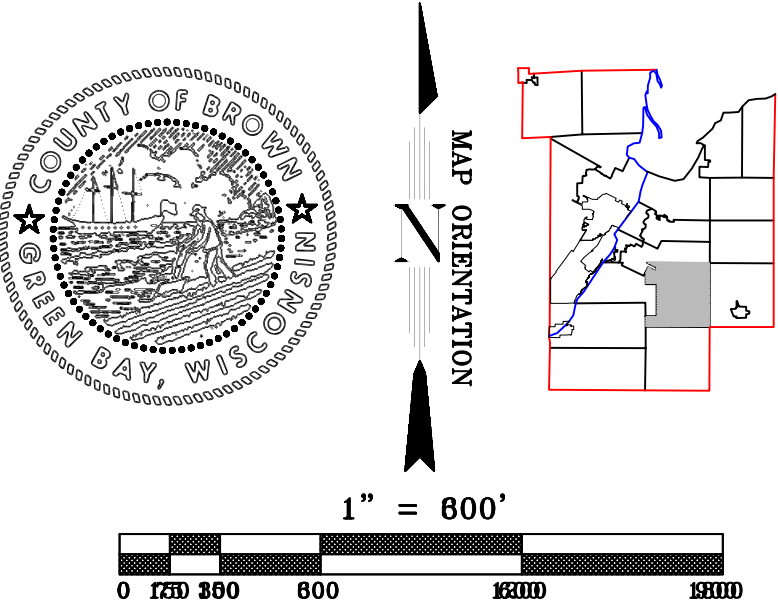 COUNTY OF BROWN
GREEN BAY, WISCONSIN
MAP ORIENTATION
N
1" = 600'
0 600